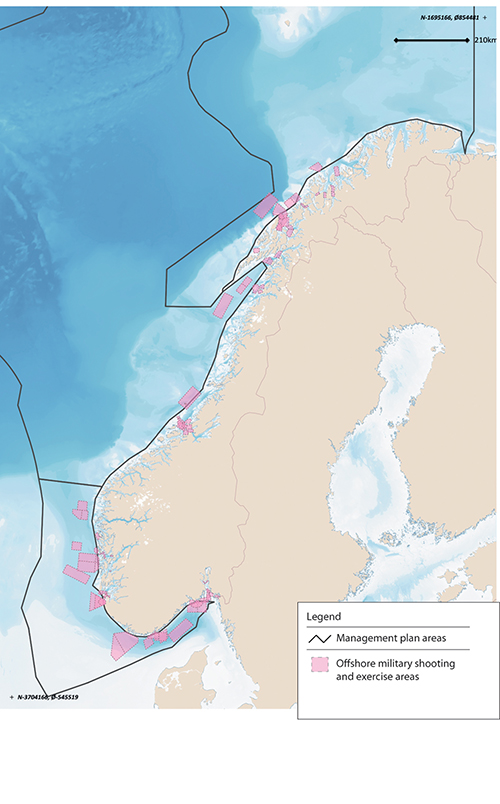 N-1695166, Ø854481 +
210km
+ N-3704166, Ø-545519
Legend
Management plan areas
Offshore military shooting
and exercise areas